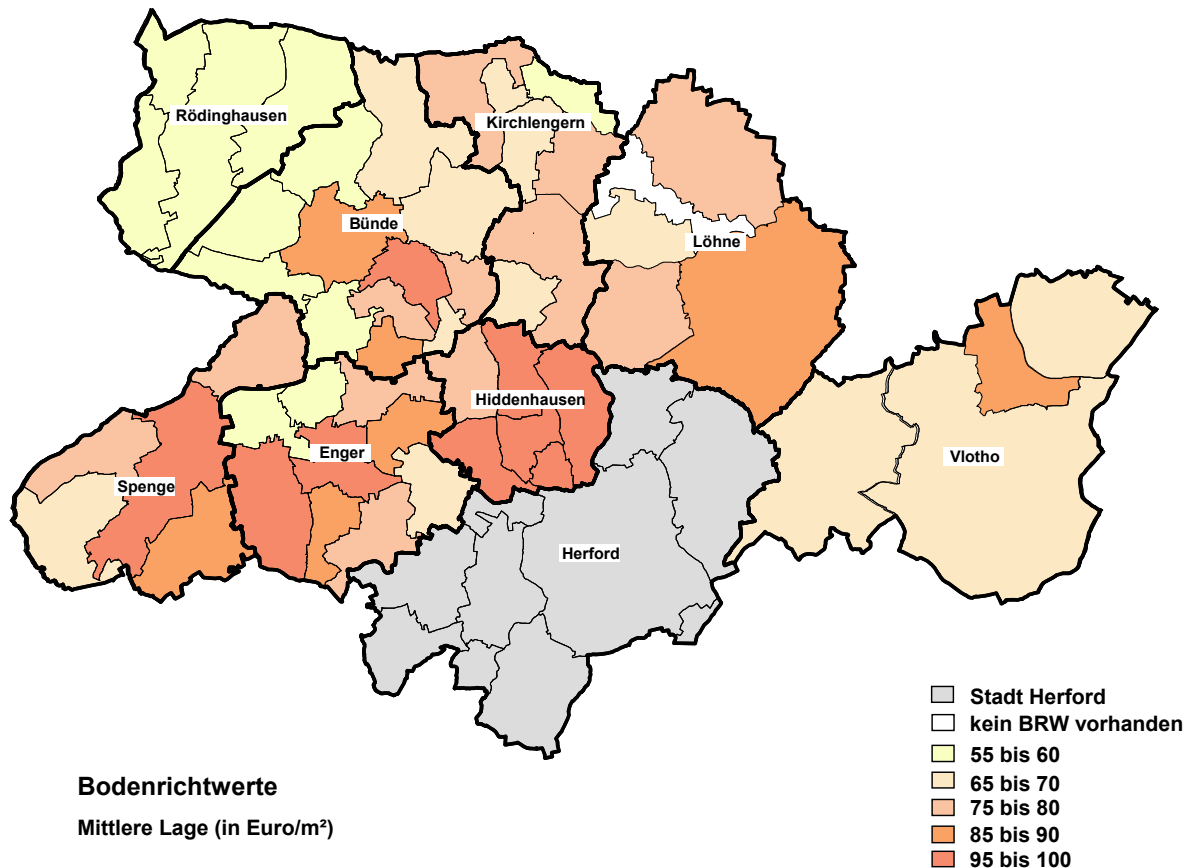 Rödinghausen
Kirchlengern
Bünde
Löhne
Hiddenhausen
Enger
Vlotho
Spenge
Herford
Stadt Herford
kein BRW vorhanden
55 bis 60
65 bis 70
75 bis 80
85 bis 90
95 bis 100
Bodenrichtwerte
Mittlere Lage (in Euro/m²)